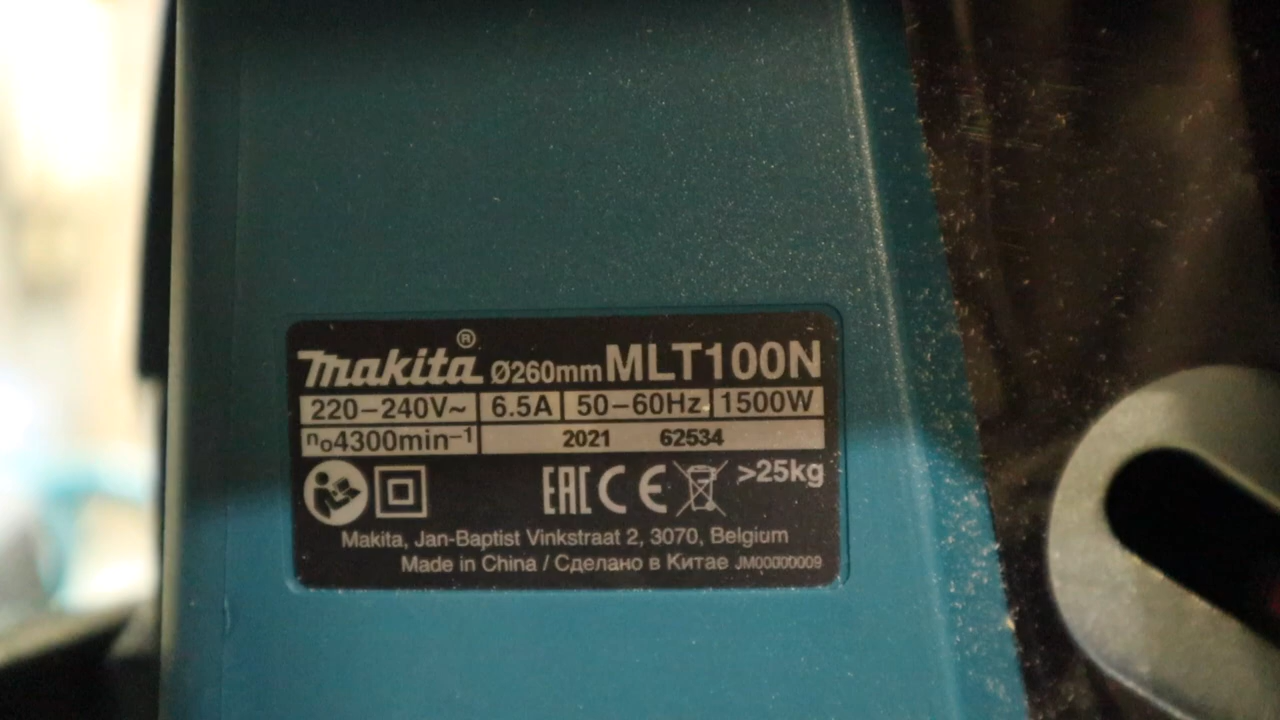 makita® Ø260mm MLT100N
220-240V~ 6.5A 50-60Hz 1500W
n₀4300min⁻¹ 2021 62534
EAC CE >25kg
Makita, Jan-Baptist Vinkstraat 2, 3070, Belgium
Made in China / Сделано в Китае JM00000009